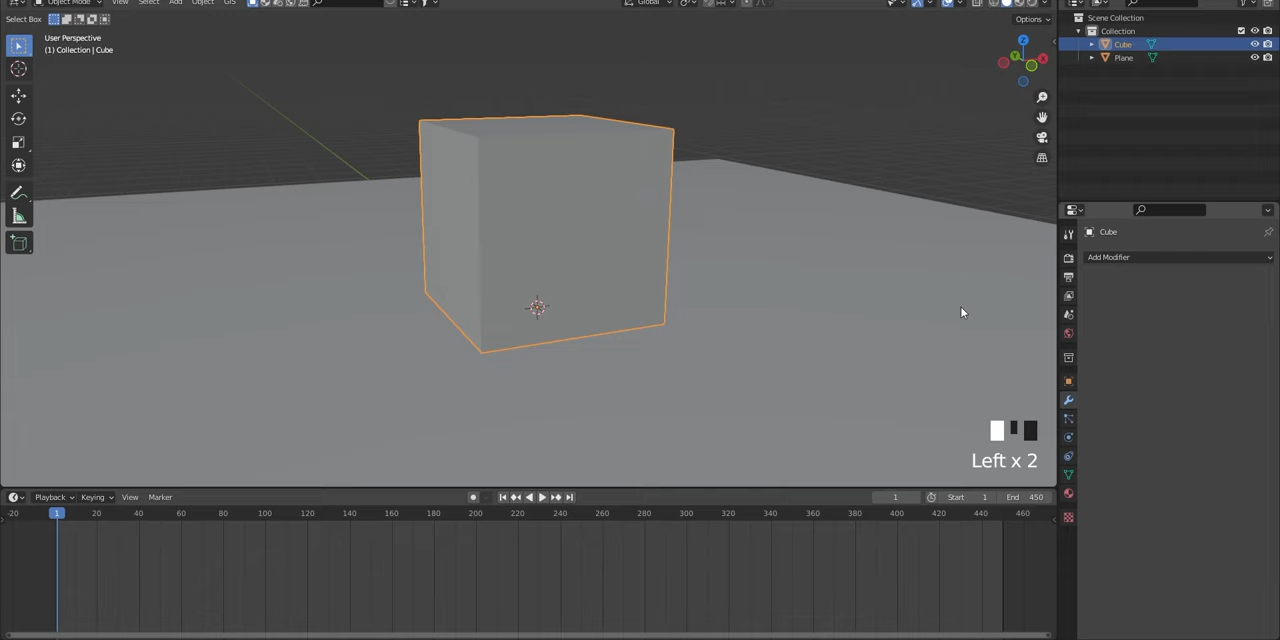 Object Mode View Select Add Object GIS Global
Select Box Options
User Perspective
(1) Collection | Cube
Z
Y
X
Left x 2
Scene Collection
Collection
Cube
Plane
Cube
Add Modifier
Playback Keying View Marker 1 Start 1 End 450
-20 1 20 40 60 80 100 120 140 160 180 200 220 240 260 280 300 320 340 360 380 400 420 440 460